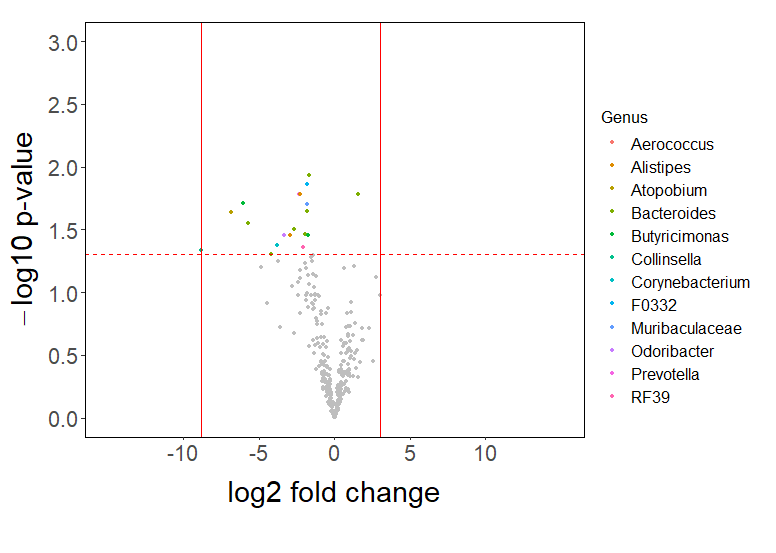 3.0
2.5
2.0
1.5
1.0
0.5
0.0
−log10 p-value
-10 -5 0 5 10
log2 fold change
Genus
Aerococcus
Alistipes
Atopobium
Bacteroides
Butyricimonas
Collinsella
Corynebacterium
F0332
Muribaculaceae
Odoribacter
Prevotella
RF39